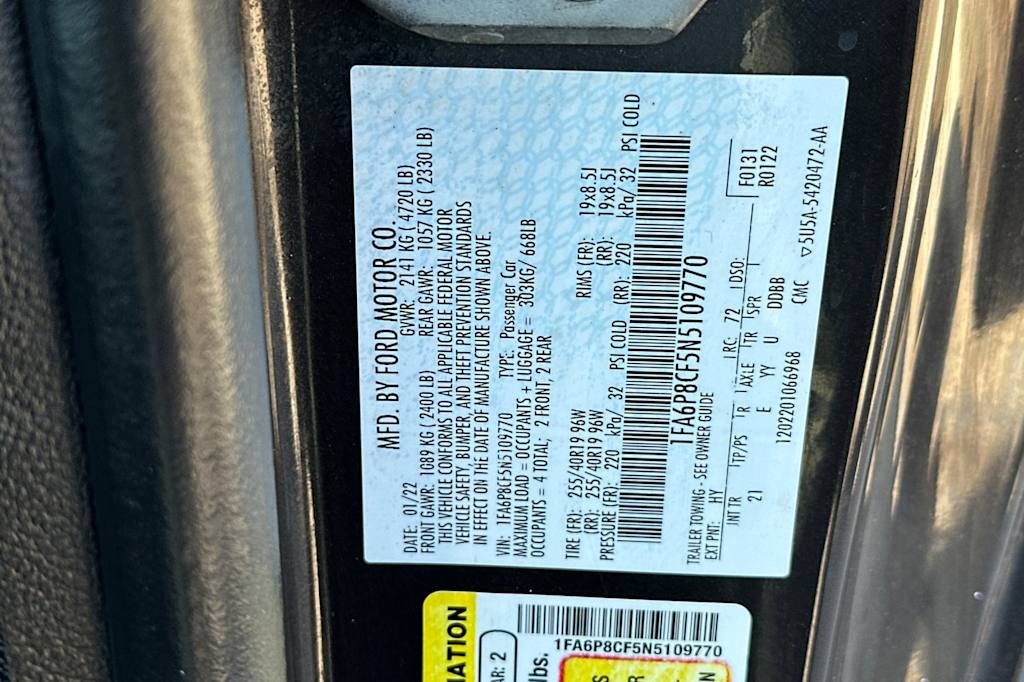 MFD. BY FORD MOTOR CO.
DATE: 01/22 GVWR: 2141 KG ( 4720 LB)
FRONT GAWR: 1089 KG (2400 LB) REAR GAWR: 1057 KG ( 2330 LB)
THIS VEHICLE CONFORMS TO ALL APPLICABLE FEDERAL MOTOR
VEHICLE SAFETY, BUMPER, AND THEFT PREVENTION STANDARDS
IN EFFECT ON THE DATE OF MANUFACTURE SHOWN ABOVE.
VIN: 1FA6P8CF5N5109770 TYPE: Passenger Car
MAXIMUM LOAD = OCCUPANTS + LUGGAGE = 303KG/ 668LB
OCCUPANTS = 4 TOTAL; 2 FRONT, 2 REAR
TIRE (FR): 255/40R19 96W RIMS (FR): 19x8.5J
(RR): 255/40R19 96W (RR): 19x8.5J
PRESSURE (FR): 220 kPa/ 32 PSI COLD (RR): 220 kPa/ 32 PSI COLD
1FA6P8CF5N5109770
TRAILER TOWING - SEE OWNER GUIDE
EXT PNT: HY RC: 72 DSO:
F0131
R0122
INT TR TP/PS R AXLE TR SPR
21 E YY U DDBB
1202201066968 CMC
▽5U5A-5420472-AA
MATION
AR: 2
lbs.
1FA6P8CF5N5109770